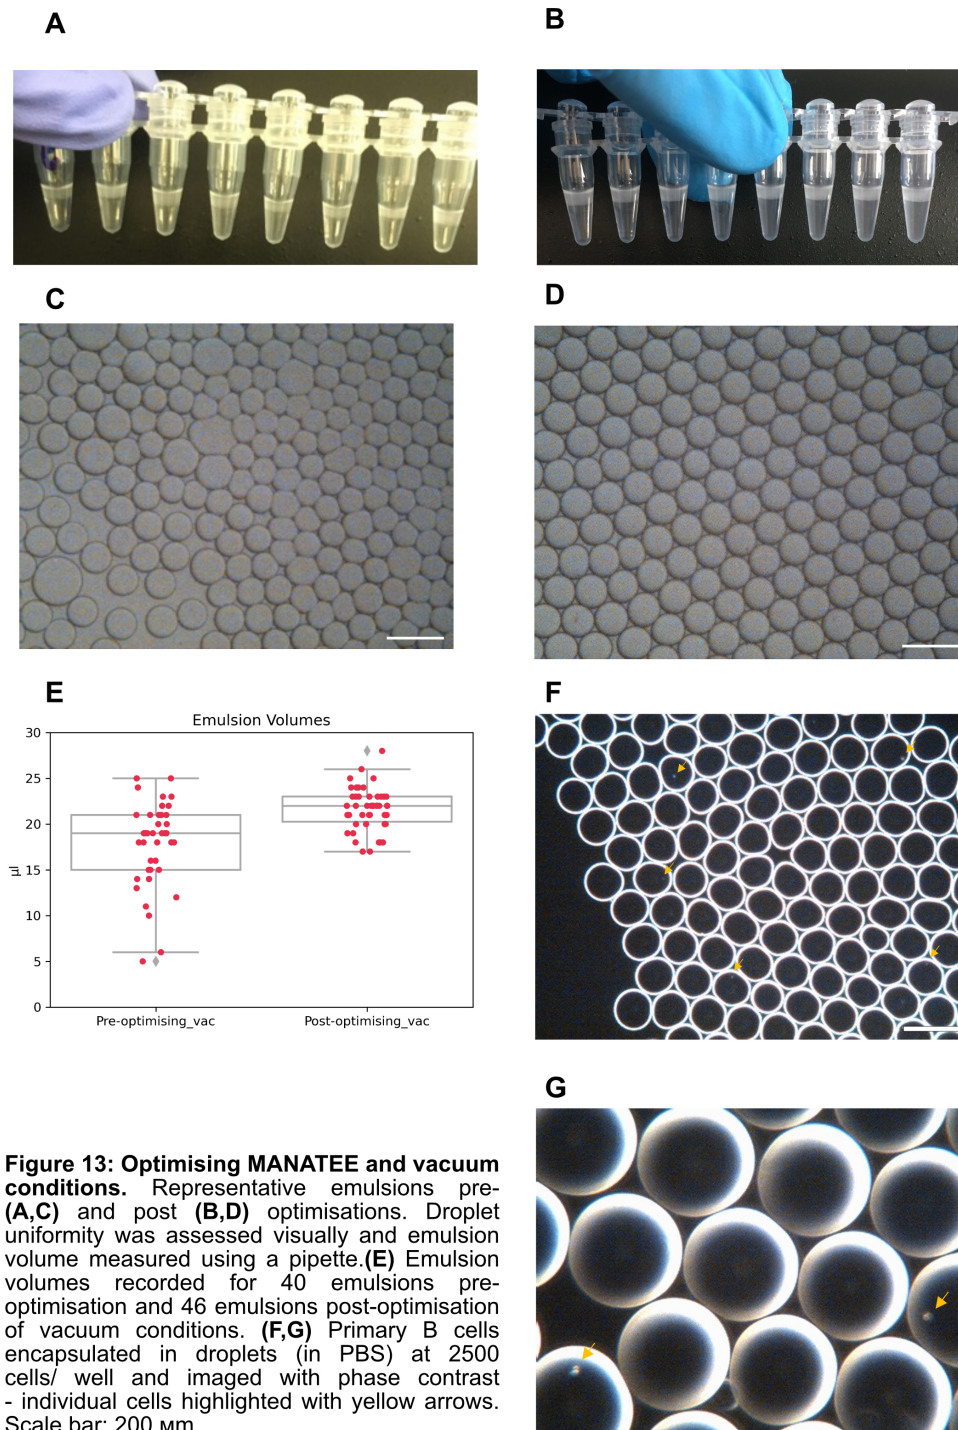 A
B
C
D
E
Emulsion Volumes
30
25
20
15
10
5
0
µl
Pre-optimising_vac
Post-optimising_vac
F
G
Figure 13: Optimising MANATEE and vacuum
conditions. Representative emulsions pre-
(A,C) and post (B,D) optimisations. Droplet
uniformity was assessed visually and emulsion
volume measured using a pipette.(E) Emulsion
volumes recorded for 40 emulsions pre-
optimisation and 46 emulsions post-optimisation
of vacuum conditions. (F,G) Primary B cells
encapsulated in droplets (in PBS) at 2500
cells/ well and imaged with phase contrast
- individual cells highlighted with yellow arrows.
Scale bar: 200 мm